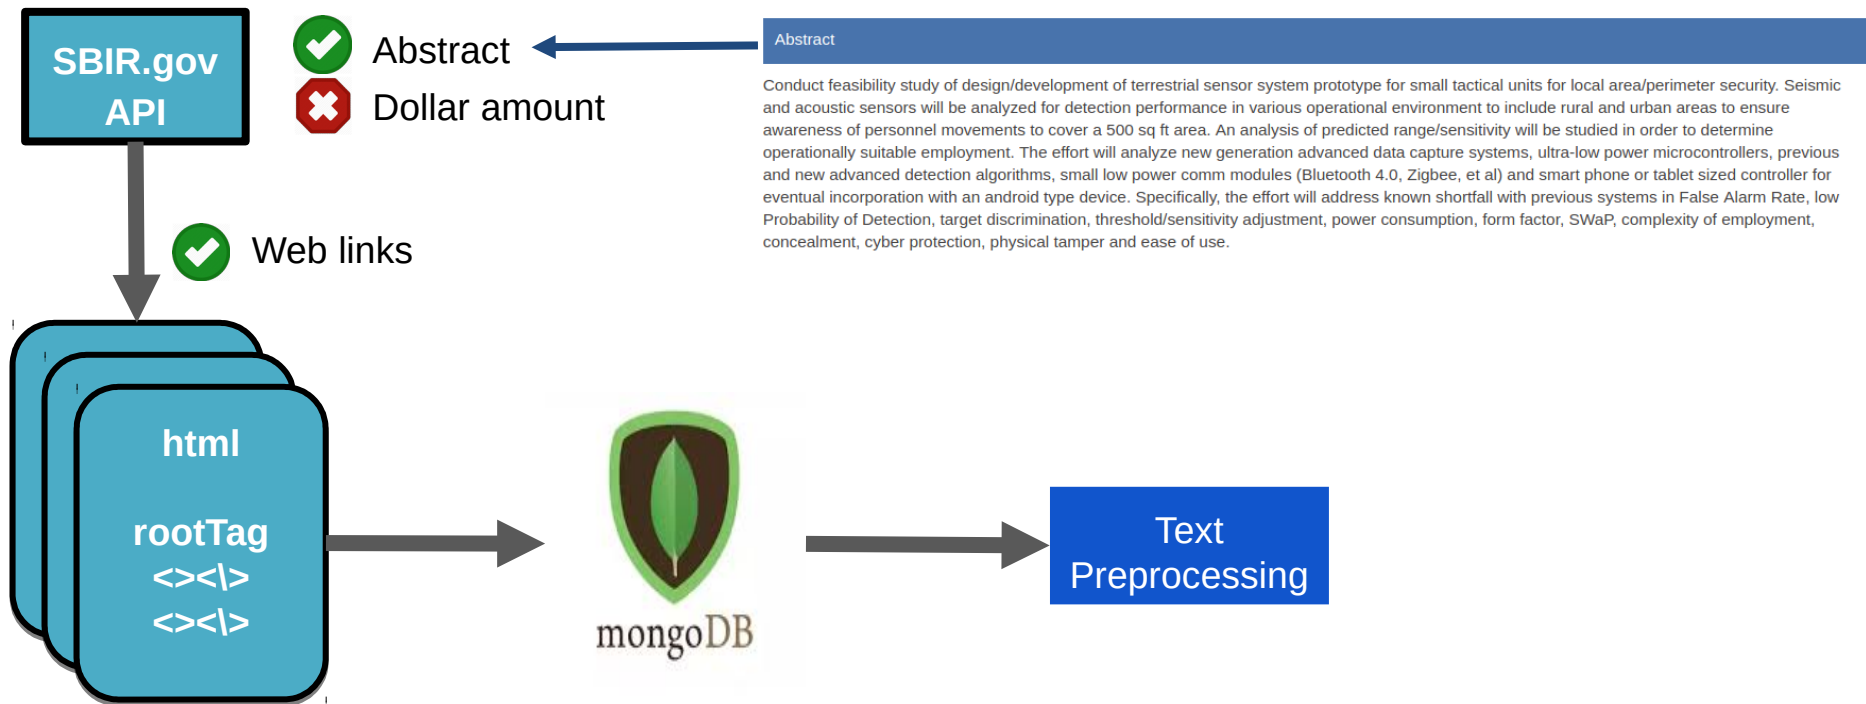 SBIR.gov
API
Abstract
Dollar amount
Abstract
Conduct feasibility study of design/development of terrestrial sensor system prototype for small tactical units for local area/perimeter security. Seismic
and acoustic sensors will be analyzed for detection performance in various operational environment to include rural and urban areas to ensure
awareness of personnel movements to cover a 500 sq ft area. An analysis of predicted range/sensitivity will be studied in order to determine
operationally suitable employment. The effort will analyze new generation advanced data capture systems, ultra-low power microcontrollers, previous
and new advanced detection algorithms, small low power comm modules (Bluetooth 4.0, Zigbee, et al) and smart phone or tablet sized controller for
eventual incorporation with an android type device. Specifically, the effort will address known shortfall with previous systems in False Alarm Rate, low
Probability of Detection, target discrimination, threshold/sensitivity adjustment, power consumption, form factor, SWaP, complexity of employment,
concealment, cyber protection, physical tamper and ease of use.
Web links
html
rootTag
<><\>
<><\>
mongoDB
Text
Preprocessing